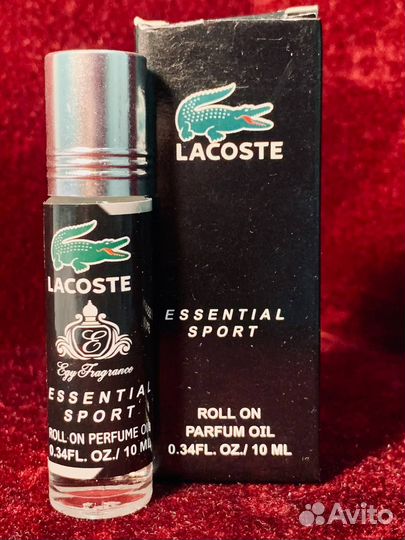 LACOSTE
ESSENTIAL
SPORT
ROLL ON
PARFUM OIL
0.34FL. OZ./ 10 ML
LACOSTE
E
Egy Fragrance
ESSENTIAL
SPORT
ROLL ON PERFUME
0.34FL. OZ./ 10 ML
Avito